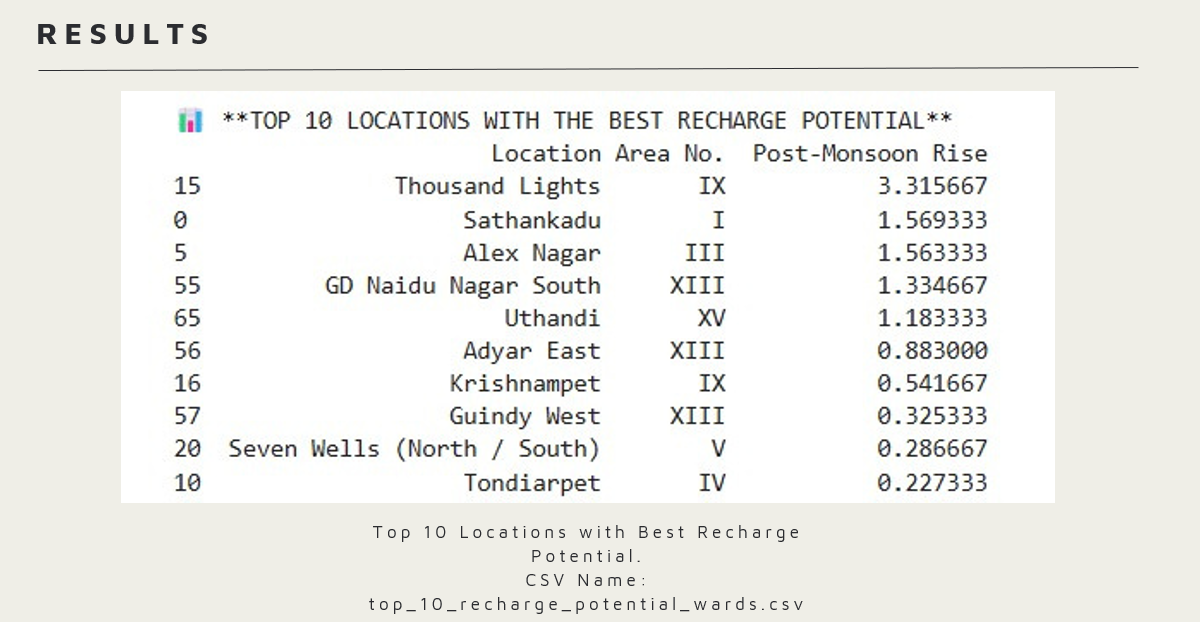 RESULTS
**TOP 10 LOCATIONS WITH THE BEST RECHARGE POTENTIAL**
Location Area No. Post-Monsoon Rise
15 Thousand Lights IX 3.315667
0 Sathankadu I 1.569333
5 Alex Nagar III 1.563333
55 GD Naidu Nagar South XIII 1.334667
65 Uthandi XV 1.183333
56 Adyar East XIII 0.883000
16 Krishnampet IX 0.541667
57 Guindy West XIII 0.325333
20 Seven Wells (North / South) V 0.286667
10 Tondiarpet IV 0.227333
Top 10 Locations with Best Recharge
Potential.
CSV Name:
top_10_recharge_potential_wards.csv